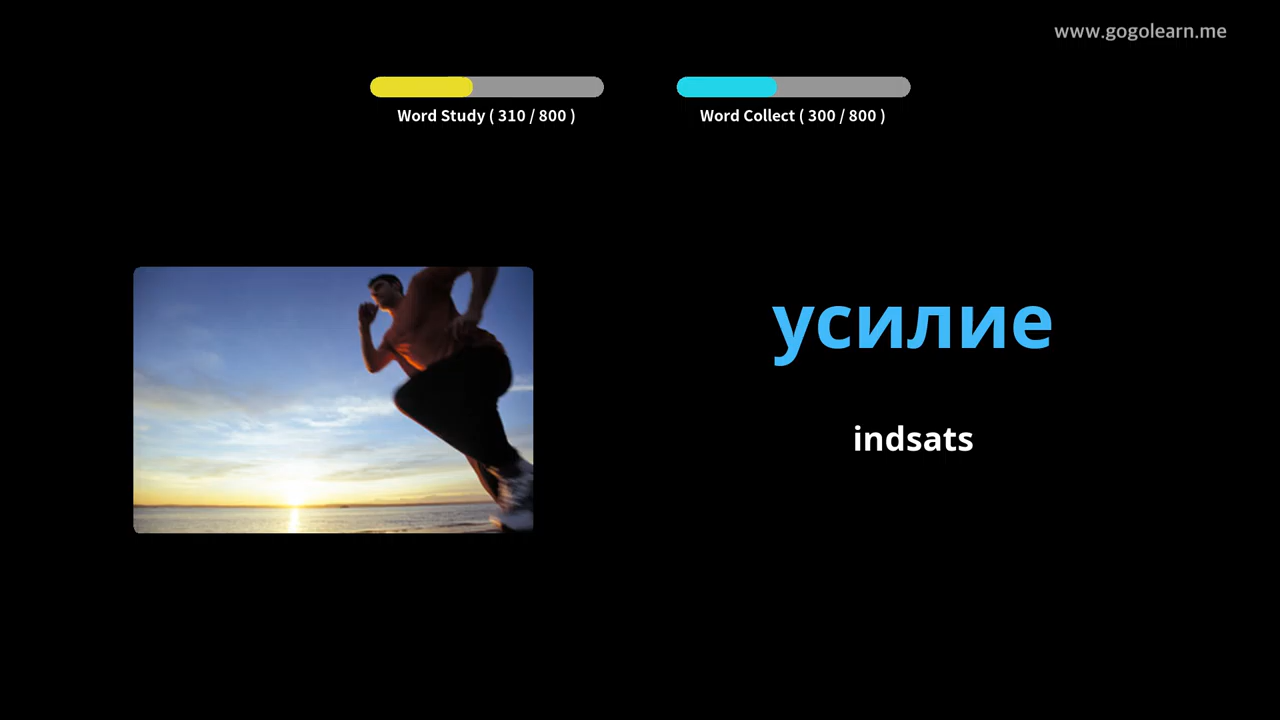 www.gogolearn.me
Word Study ( 310 / 800 )
Word Collect ( 300 / 800 )
усилие
indsats